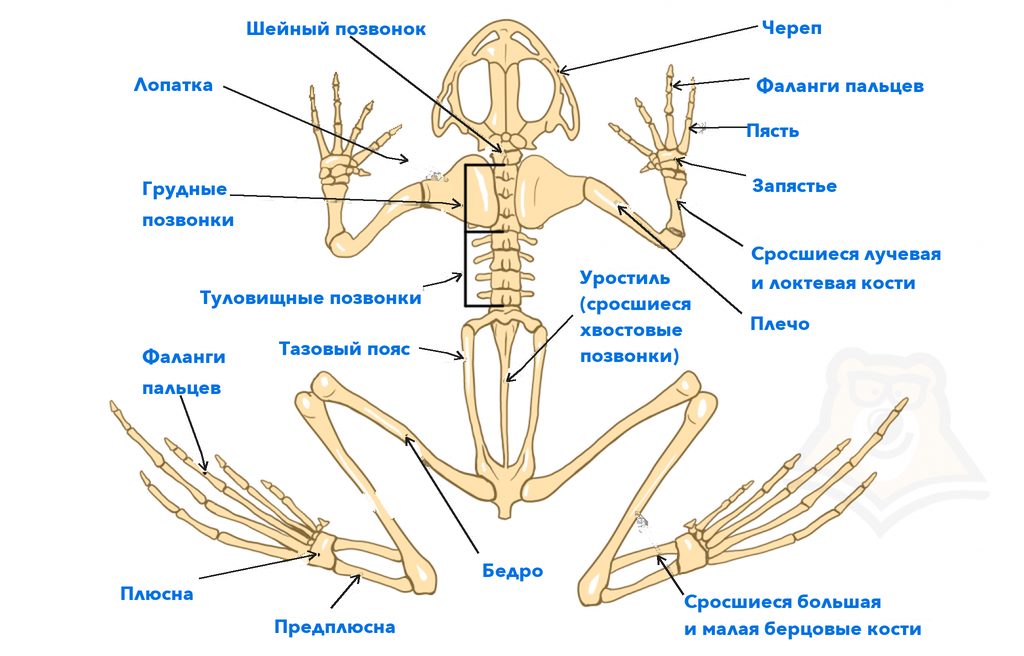 Шейный позвонок
Череп
Лопатка
Фаланги пальцев
Пясть
Запястье
Грудные
позвонки
Сросшиеся лучевая
и локтевая кости
Туловищные позвонки
Уростиль
(сросшиеся
хвостовые
позвонки)
Плечо
Тазовый пояс
Фаланги
пальцев
Бедро
Плюсна
Предплюсна
Сросшиеся большая
и малая берцовые кости